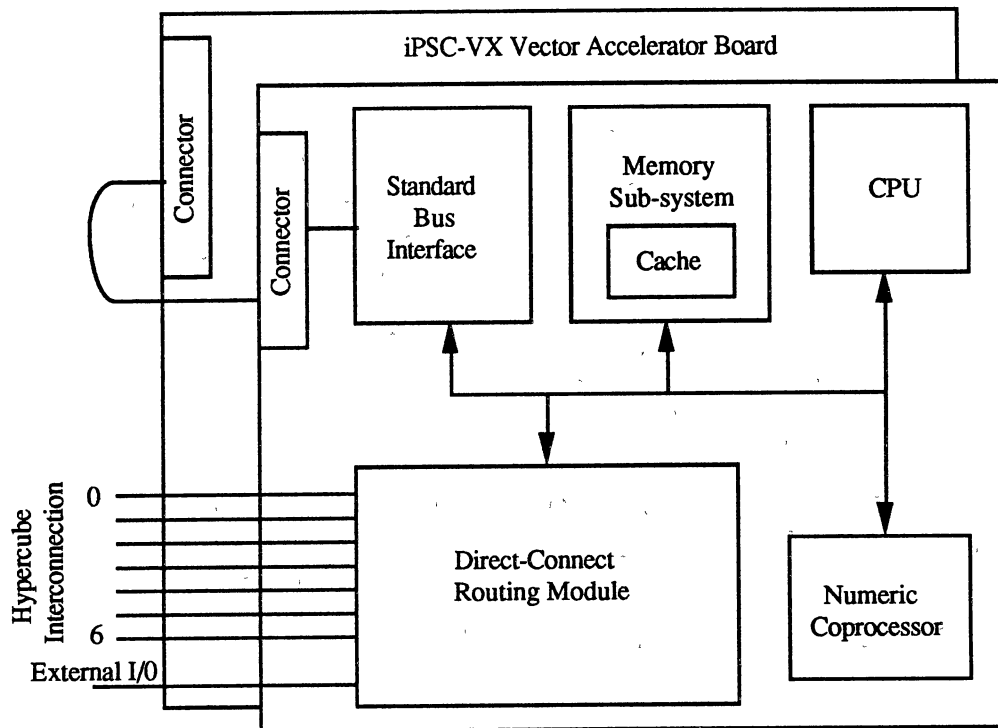 iPSC-VX Vector Accelerator Board
Connector
Connector
Standard
Bus
Interface
Memory
Sub-system
Cache
CPU
Hypercube
Interconnection
0
6
External I/0
Direct-Connect
Routing Module
Numeric
Coprocessor